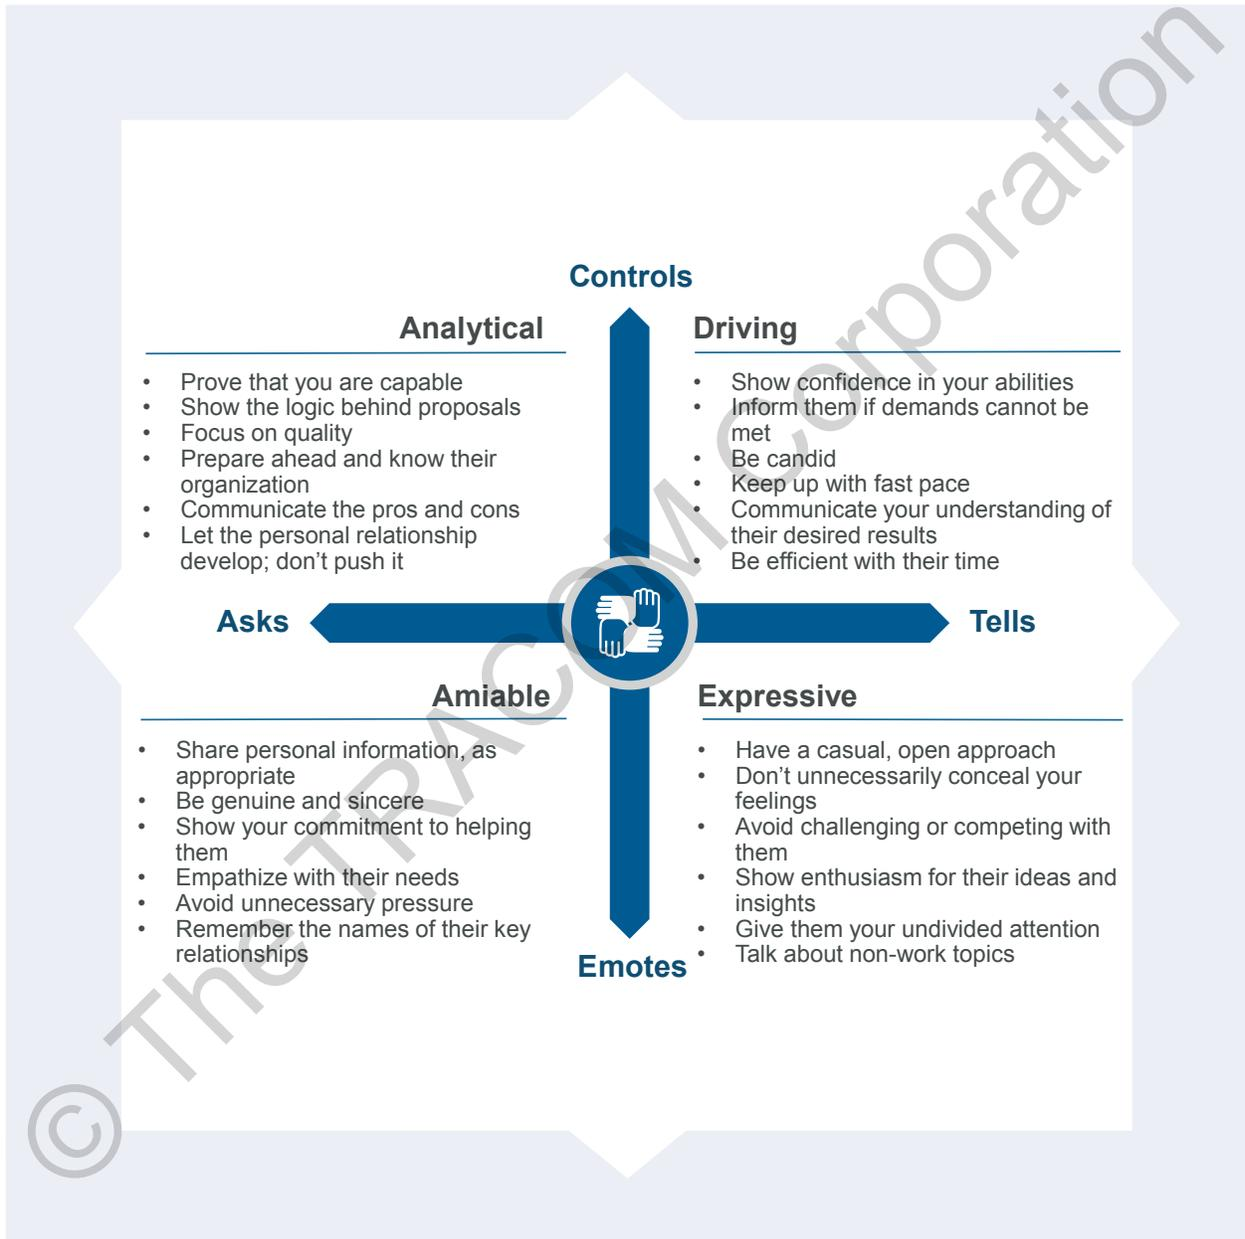 Controls
Analytical
• Prove that you are capable
• Show the logic behind proposals
• Focus on quality
• Prepare ahead and know their
organization
• Communicate the pros and cons
• Let the personal relationship
develop; don’t push it
Driving
• Show confidence in your abilities
• Inform them if demands cannot be
met
• Be candid
• Keep up with fast pace
• Communicate your understanding of
their desired results
• Be efficient with their time
Asks
Tells
Amiable
• Share personal information, as
appropriate
• Be genuine and sincere
• Show your commitment to helping
them
• Empathize with their needs
• Avoid unnecessary pressure
• Remember the names of their key
relationships
Expressive
• Have a casual, open approach
• Don’t unnecessarily conceal your
feelings
• Avoid challenging or competing with
them
• Show enthusiasm for their ideas and
insights
• Give them your undivided attention
• Talk about non-work topics
Emotes
© The TRACOM Corporation